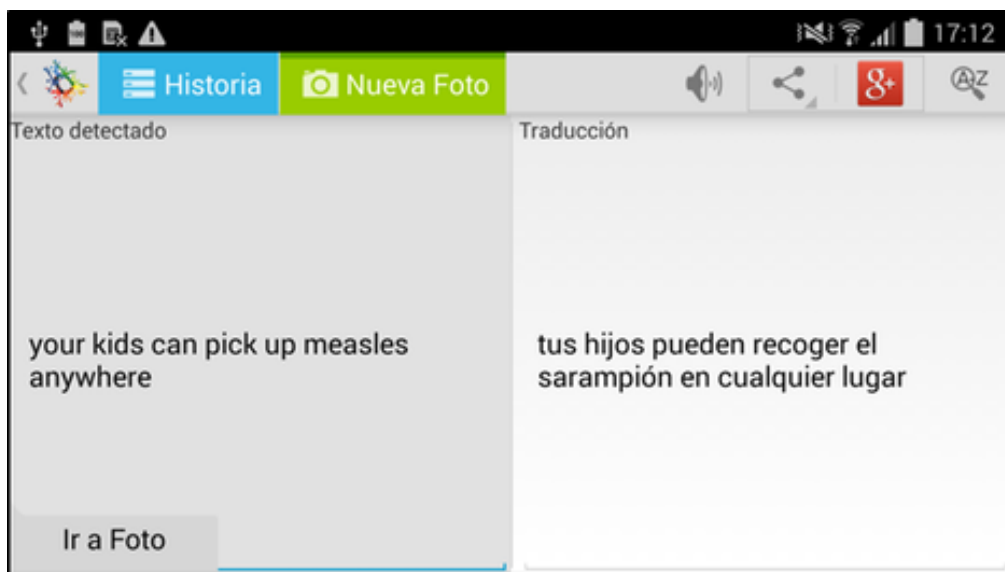 17:12
Historia
Nueva Foto
g+
AZ
Texto detectado
Traducción
your kids can pick up measles
anywhere
tus hijos pueden recoger el
sarampión en cualquier lugar
Ir a Foto